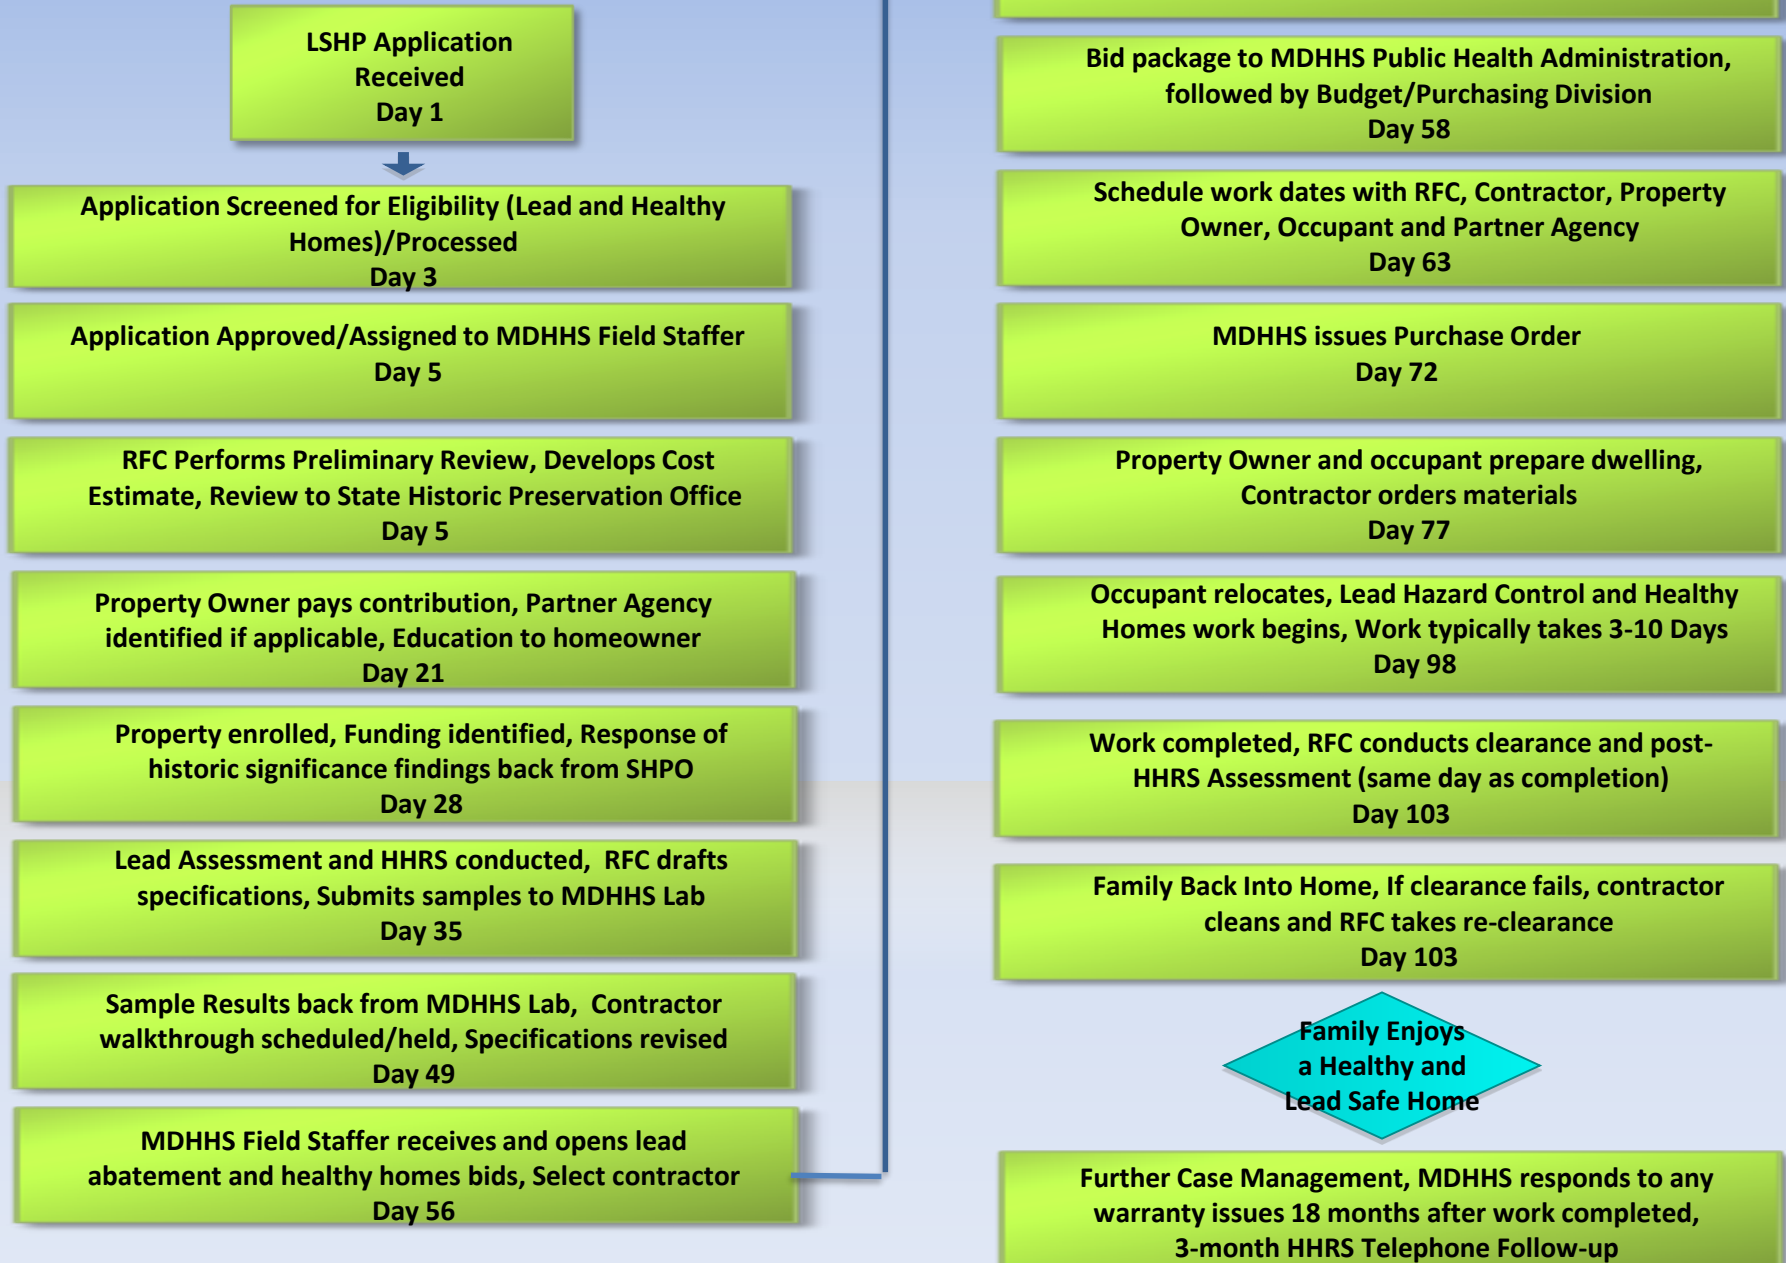 LSHP Application
Received
Day 1
Application Screened for Eligibility (Lead and Healthy
Homes)/Processed
Day 3
Application Approved/Assigned to MDHHS Field Staffer
Day 5
RFC Performs Preliminary Review, Develops Cost
Estimate, Review to State Historic Preservation Office
Day 5
Property Owner pays contribution, Partner Agency
identified if applicable, Education to homeowner
Day 21
Property enrolled, Funding identified, Response of
historic significance findings back from SHPO
Day 28
Lead Assessment and HHRS conducted, RFC drafts
specifications, Submits samples to MDHHS Lab
Day 35
Sample Results back from MDHHS Lab, Contractor
walkthrough scheduled/held, Specifications revised
Day 49
MDHHS Field Staffer receives and opens lead
abatement and healthy homes bids, Select contractor
Day 56
Bid package to MDHHS Public Health Administration,
followed by Budget/Purchasing Division
Day 58
Schedule work dates with RFC, Contractor, Property
Owner, Occupant and Partner Agency
Day 63
MDHHS issues Purchase Order
Day 72
Property Owner and occupant prepare dwelling,
Contractor orders materials
Day 77
Occupant relocates, Lead Hazard Control and Healthy
Homes work begins, Work typically takes 3-10 Days
Day 98
Work completed, RFC conducts clearance and post-
HHRS Assessment (same day as completion)
Day 103
Family Back Into Home, If clearance fails, contractor
cleans and RFC takes re-clearance
Day 103
Family Enjoys
a Healthy and
Lead Safe Home
Further Case Management, MDHHS responds to any
warranty issues 18 months after work completed,
3-month HHRS Telephone Follow-up